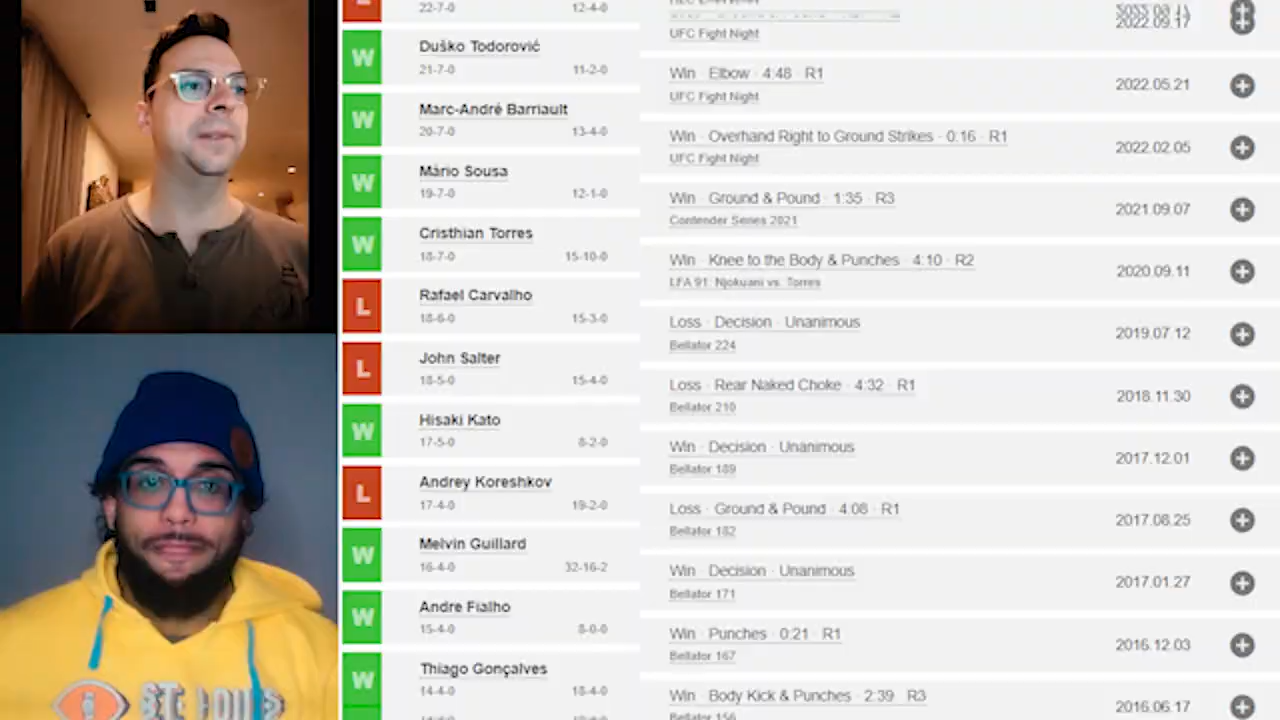 22-7-0 12-4-0
2022.09.17
UFC Fight Night
W Duško Todorović
21-7-0 11-2-0
Win · Elbow · 4:48 · R1
UFC Fight Night
2022.05.21
W Marc-André Barriault
20-7-0 13-4-0
Win · Overhand Right to Ground Strikes · 0:16 · R1
UFC Fight Night
2022.02.05
W Mário Sousa
19-7-0 12-1-0
Win · Ground & Pound · 1:35 · R3
Contender Series 2021
2021.09.07
W Cristhian Torres
18-7-0 15-10-0
Win · Knee to the Body & Punches · 4:10 · R2
LFA 91: Njokuani vs. Torres
2020.09.11
L Rafael Carvalho
18-6-0 15-3-0
Loss · Decision · Unanimous
Bellator 224
2019.07.12
L John Salter
18-5-0 15-4-0
Loss · Rear Naked Choke · 4:32 · R1
Bellator 210
2018.11.30
W Hisaki Kato
17-5-0 8-2-0
Win · Decision · Unanimous
Bellator 189
2017.12.01
L Andrey Koreshkov
17-4-0 19-2-0
Loss · Ground & Pound · 4:08 · R1
Bellator 182
2017.08.25
W Melvin Guillard
16-4-0 32-16-2
Win · Decision · Unanimous
Bellator 171
2017.01.27
W Andre Fialho
15-4-0 8-0-0
Win · Punches · 0:21 · R1
Bellator 167
2016.12.03
W Thiago Gonçalves
14-4-0 18-4-0
Win · Body Kick & Punches · 2:39 · R3
Bellator 156
2016.06.17
ST. LOUIS